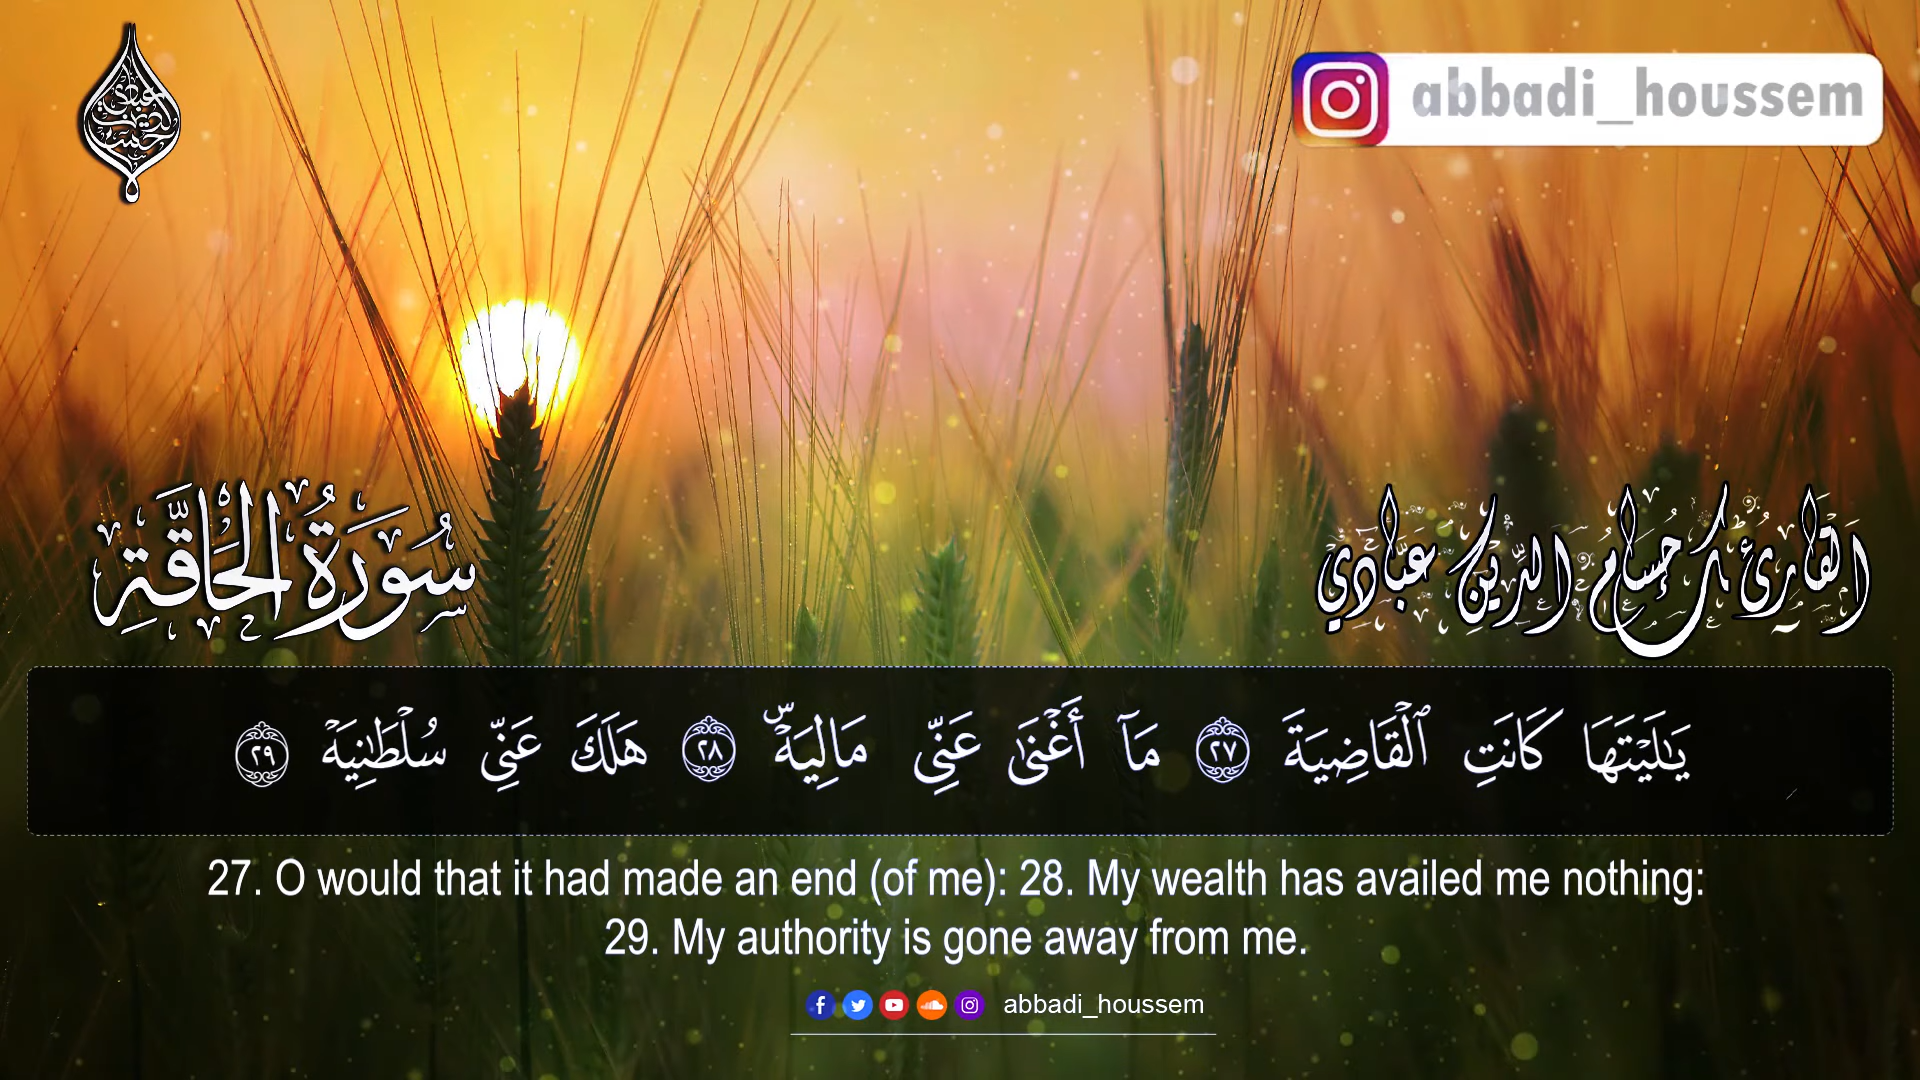 abbadi_houssem
سُورَةُ الْحَاقَّةِ
القارئ حسام الدين عبادي
يَٰلَيْتَهَا كَانَتِ ٱلْقَاضِيَةَ ٢٧ مَآ أَغْنَىٰ عَنِّى مَالِيَهْۜ ٢٨ هَلَكَ عَنِّى سُلْطَٰنِيَهْ ٢٩
27. O would that it had made an end (of me): 28. My wealth has availed me nothing:
29. My authority is gone away from me.
abbadi_houssem